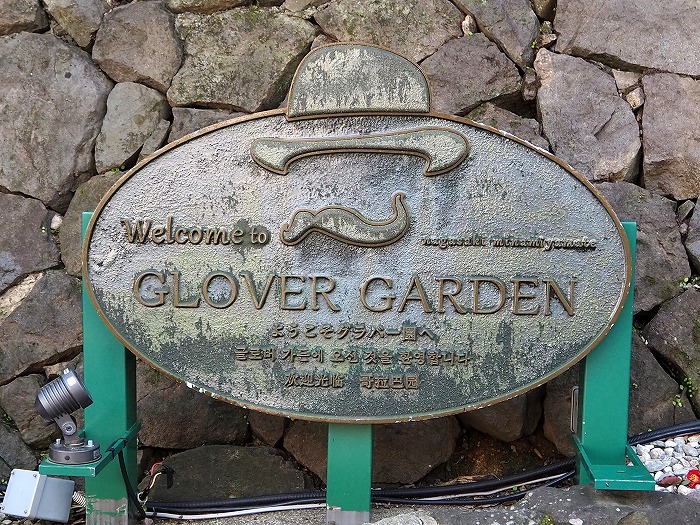 Welcome to
nagasaki minamiyamate
GLOVER GARDEN
ようこそグラバー園へ
글로버 가든에 오신 것을 환영합니다
欢迎光临 哥拉巴园